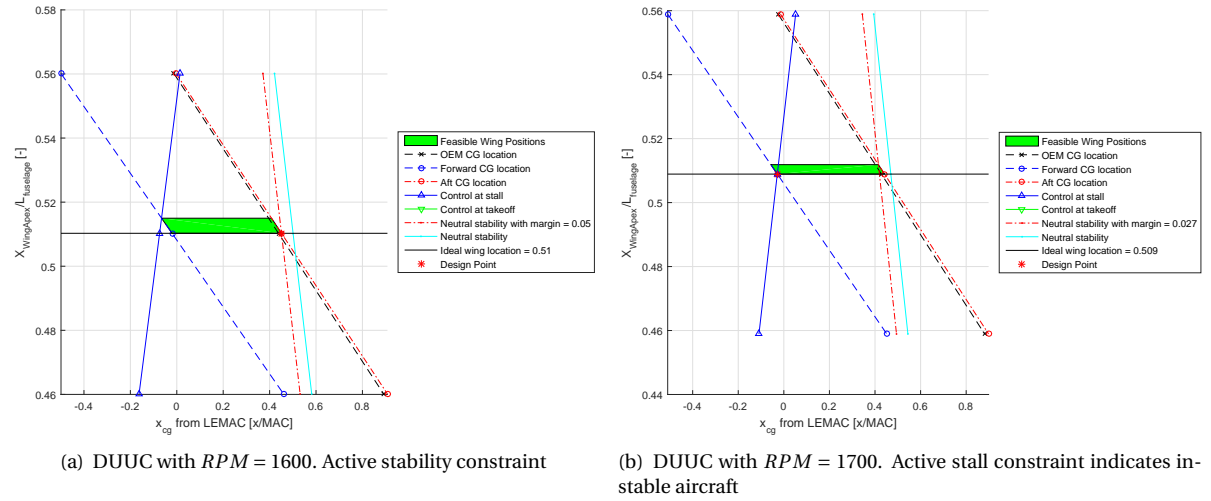 0.56
0.54
0.52
0.5
0.48
0.46
X_WingApex/L_fuselage [-]
-0.4 -0.2 0 0.2 0.4 0.6 0.8
x_cg from LEMAC [x/MAC]
Feasible Wing Positions
OEM CG location
Forward CG location
Aft CG location
Control at stall
Control at takeoff
Neutral stability with margin = 0.05
Neutral stability
Ideal wing location = 0.51
Design Point
(a) DUUC with RPM = 1600. Active stability constraint
0.56
0.54
0.52
0.5
0.48
0.46
0.44
X_WingApex/L_fuselage [-]
-0.4 -0.2 0 0.2 0.4 0.6 0.8
x_cg from LEMAC [x/MAC]
Feasible Wing Positions
OEM CG location
Forward CG location
Aft CG location
Control at stall
Control at takeoff
Neutral stability with margin = 0.027
Neutral stability
Ideal wing location = 0.509
Design Point
(b) DUUC with RPM = 1700. Active stall constraint indicates in-
stable aircraft